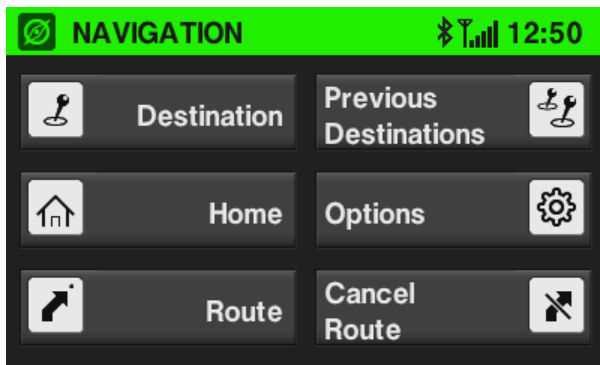 NAVIGATION 12:50
Destination
Previous
Destinations
Home
Options
Route
Cancel
Route